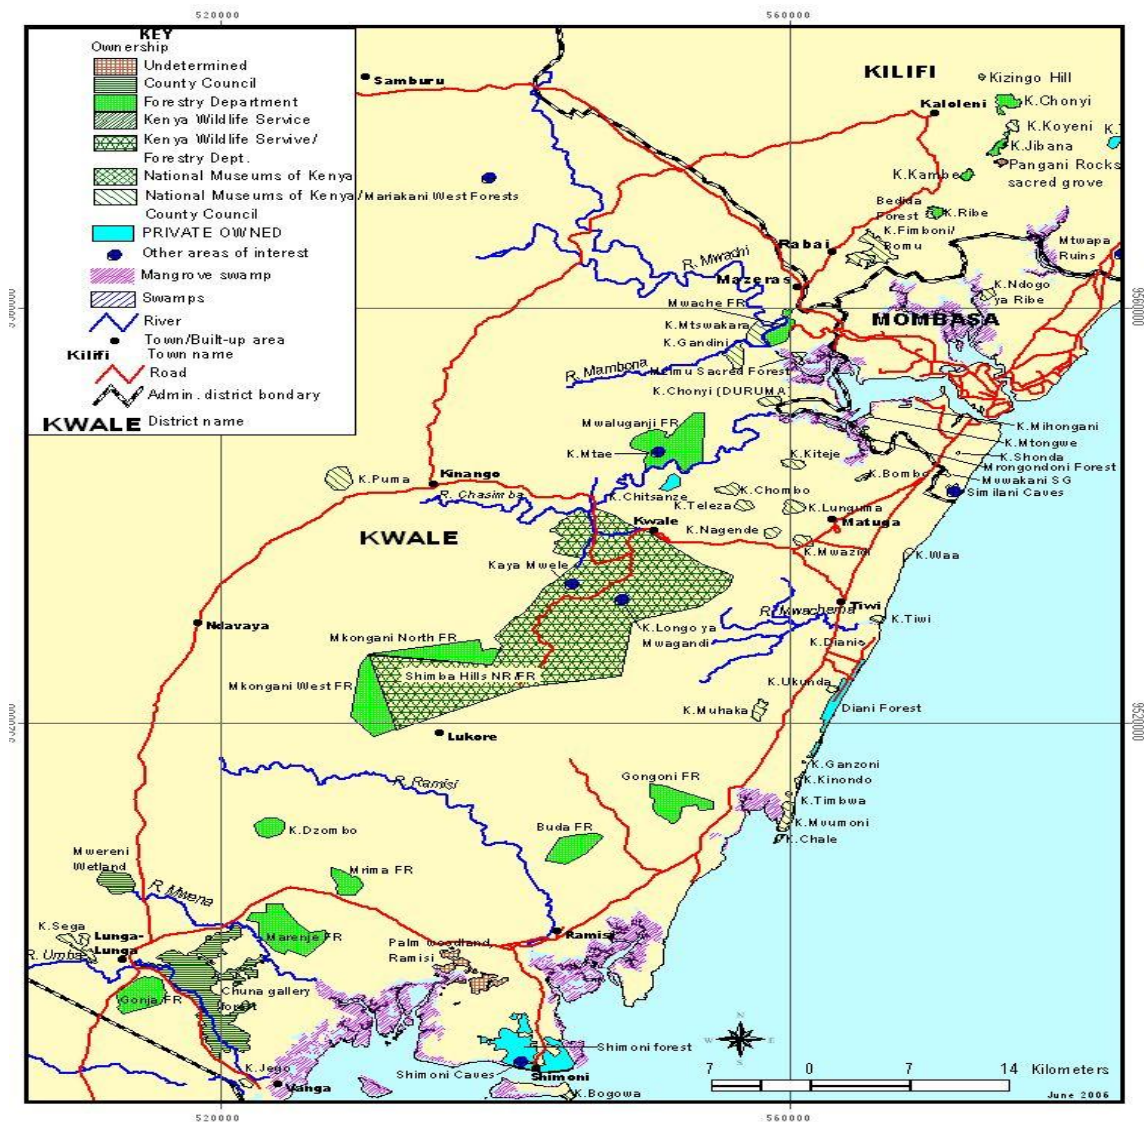 520000
560000
KEY
Ownership
Undetermined
County Council
Forestry Department
Kenya Wildlife Service
Kenya Wildlife Servive/
Forestry Dept.
National Museums of Kenya
National Museums of Kenya/
County Council
PRIVATE OWNED
Other areas of interest
Mangrove swamp
Swamps
River
Town/Built-up area
Kilifi Town name
Road
Admin. district bondary
KWALE District name
Samburu
KILIFI
Kizingo Hill
K.Chonyi
Kaloleni
K.Koyeni
K.Jibana
Pangani Rocks
sacred grove
K.Kambe
Mariakani West Forests
Bedida
Forest
K.Ribe
K.Fimboni/
Bomu
Rabai
Mtwapa
Ruins
R. Mwachi
Mazeras
K.Ndogo
ya Ribe
Mwache FR
MOMBASA
K.Mtswakara
K.Gandini
R. Mambona
Sacred Forest
K.Chonyi (DURUMA)
Mwaluganji FR
K.Mihongani
K.Mtongwe
K.Mtae
K.Kiteje
K.Shonda
Mrongondoni Forest
K.Bombo
Muwakani SG
Similani Caves
K.Puma
Kinango
R. Chasimba
K.Chitsanze
K.Chombo
K.Teleza
K.Lunguma
Matuga
KWALE
Kwale
K.Nagende
K.Mwazidi
K.Waa
Kaya Mwele
R. Mwachema
Tiwi
K.Tiwi
Ndavaya
K.Longo ya
Mwagandi
Mkongani North FR
K.Diani
Shimba Hills NR/FR
K.Ukunda
Mkongani West FR
K.Muhaka
Diani Forest
Lukore
R. Ramisi
K.Ganzoni
K.Kinondo
Gongoni FR
K.Timbwa
K.Mvumoni
K.Chale
K.Dzombo
Buda FR
Mwereni
Wetland
Mrima FR
R. Mwena
K.Sega
Lunga-
Lunga
Marenje FR
Ramisi
Palm woodland
Ramisi
R. Umba
Gonja FR
Chuna gallery
forest
Shimoni forest
K.Jego
Vanga
Shimoni Caves
Shimoni
K.Bogowa
N
W E
S
7 0 7 14 Kilometers
June 2006
520000
560000